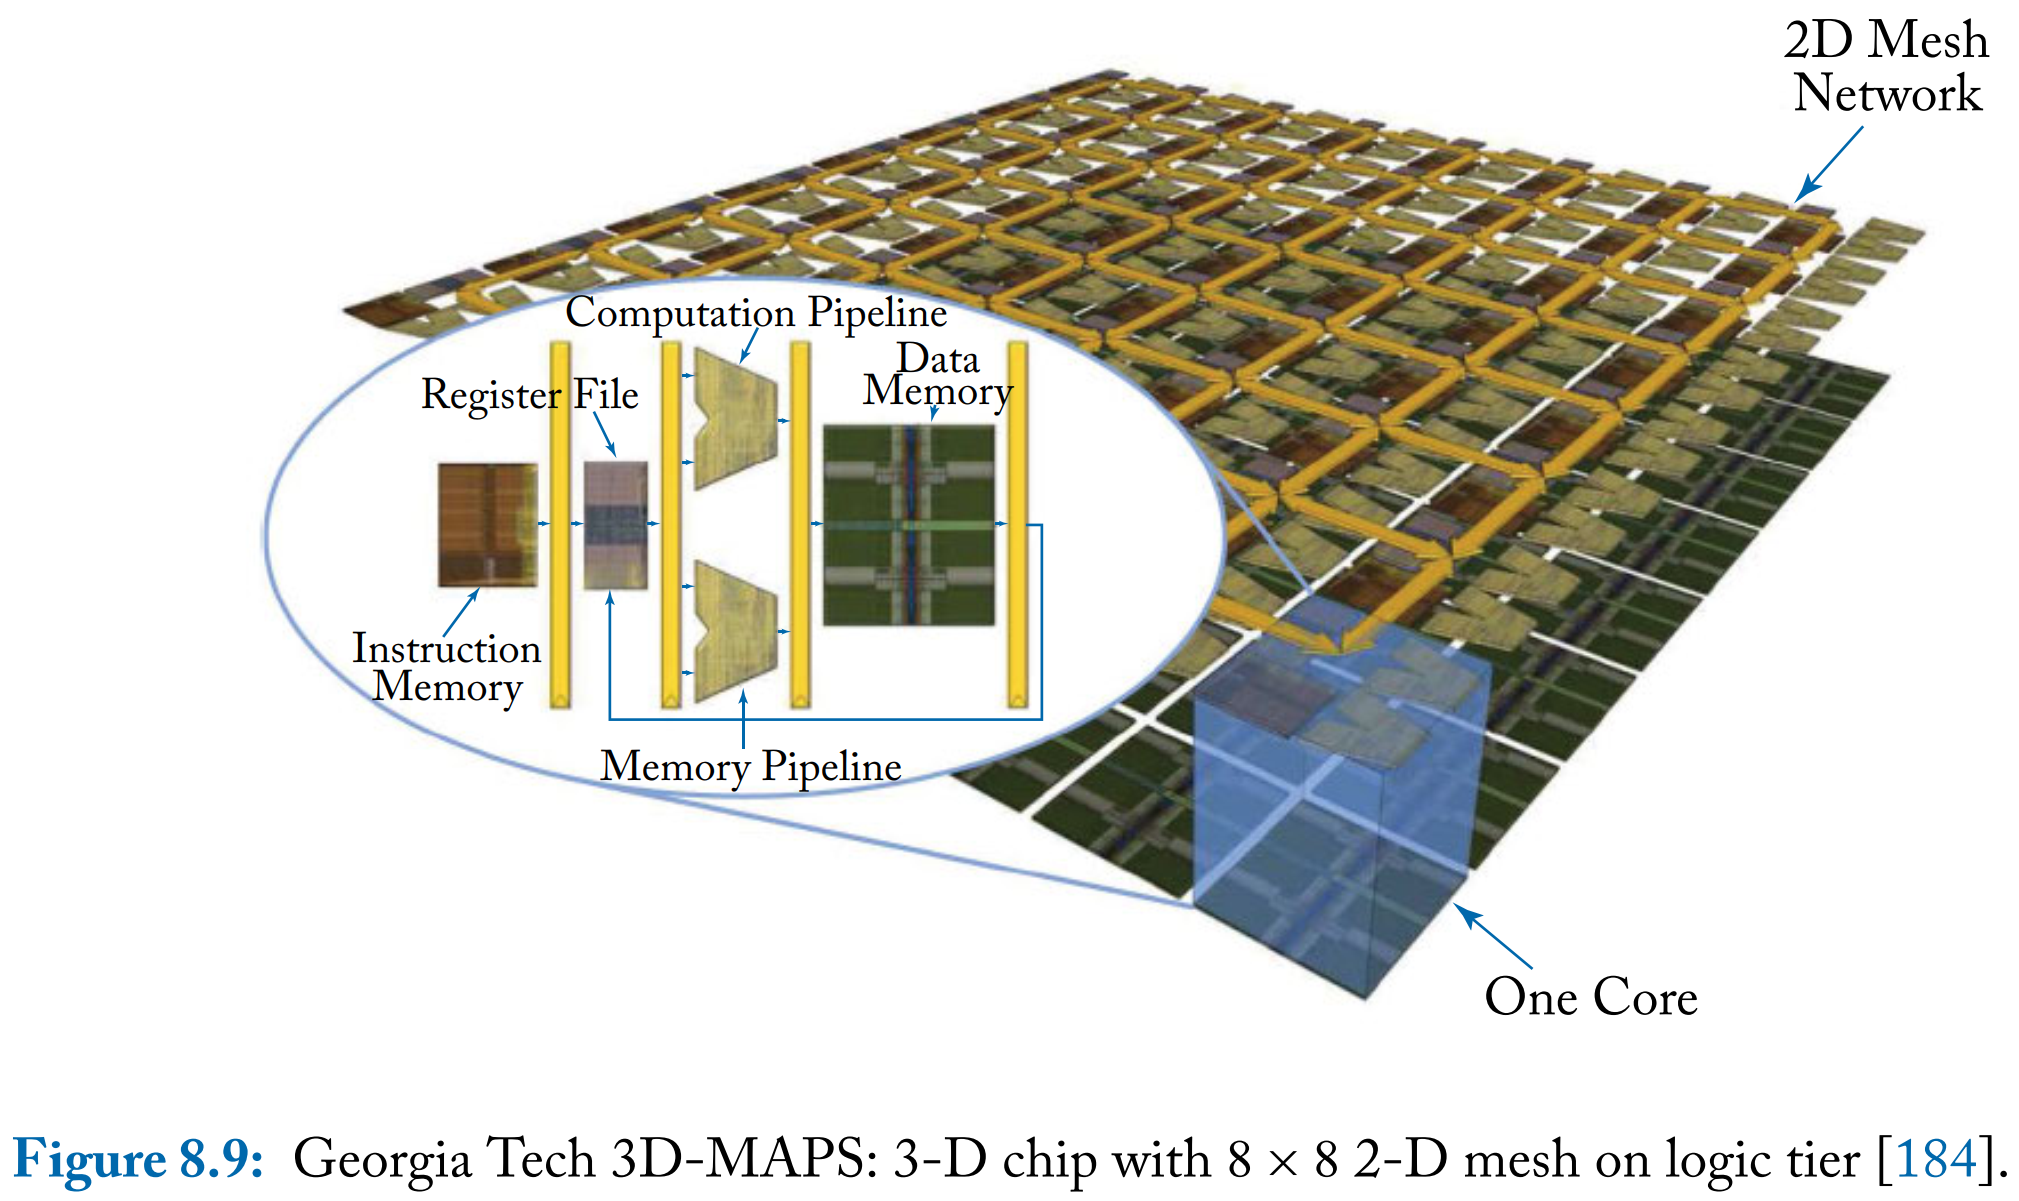 2D Mesh
Network
Computation Pipeline
Data
Memory
Register File
Instruction
Memory
Memory Pipeline
One Core
Figure 8.9: Georgia Tech 3D-MAPS: 3-D chip with 8 × 8 2-D mesh on logic tier [184].